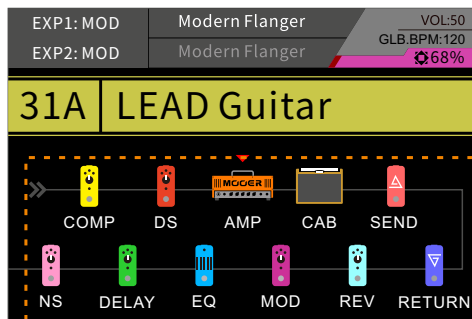 EXP1: MOD
Modern Flanger
VOL:50
EXP2: MOD
Modern Flanger
GLB.BPM:120
68%
31A
LEAD Guitar
MOOER
COMP DS AMP CAB SEND
NS DELAY EQ MOD REV RETURN